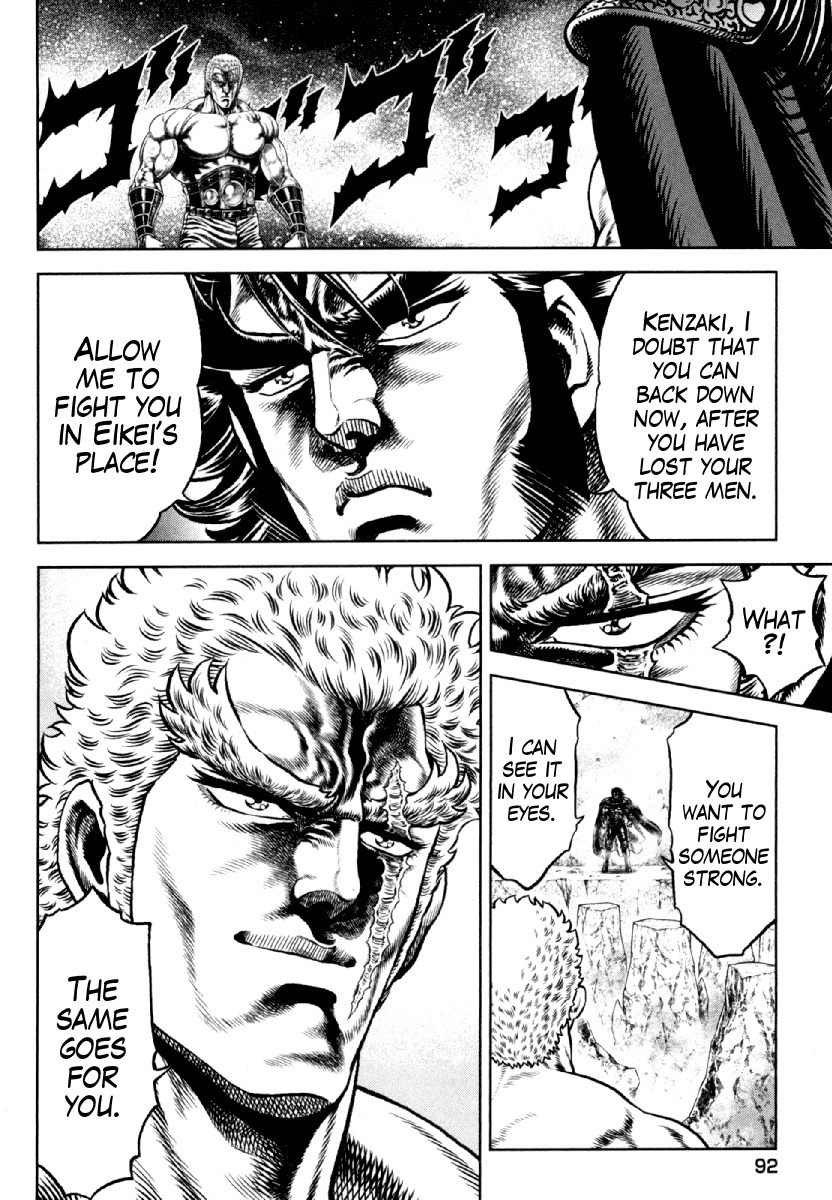 ゴゴゴゴ
KENZAKI, I
DOUBT THAT
YOU CAN
BACK DOWN
NOW, AFTER
YOU HAVE
LOST YOUR
THREE MEN.
ALLOW
ME TO
FIGHT YOU
IN EIKEI'S
PLACE!
WHAT
?!
YOU
WANT TO
FIGHT
SOMEONE
STRONG.
I CAN
SEE IT
IN YOUR
EYES.
THE
SAME
GOES
FOR
YOU.
92